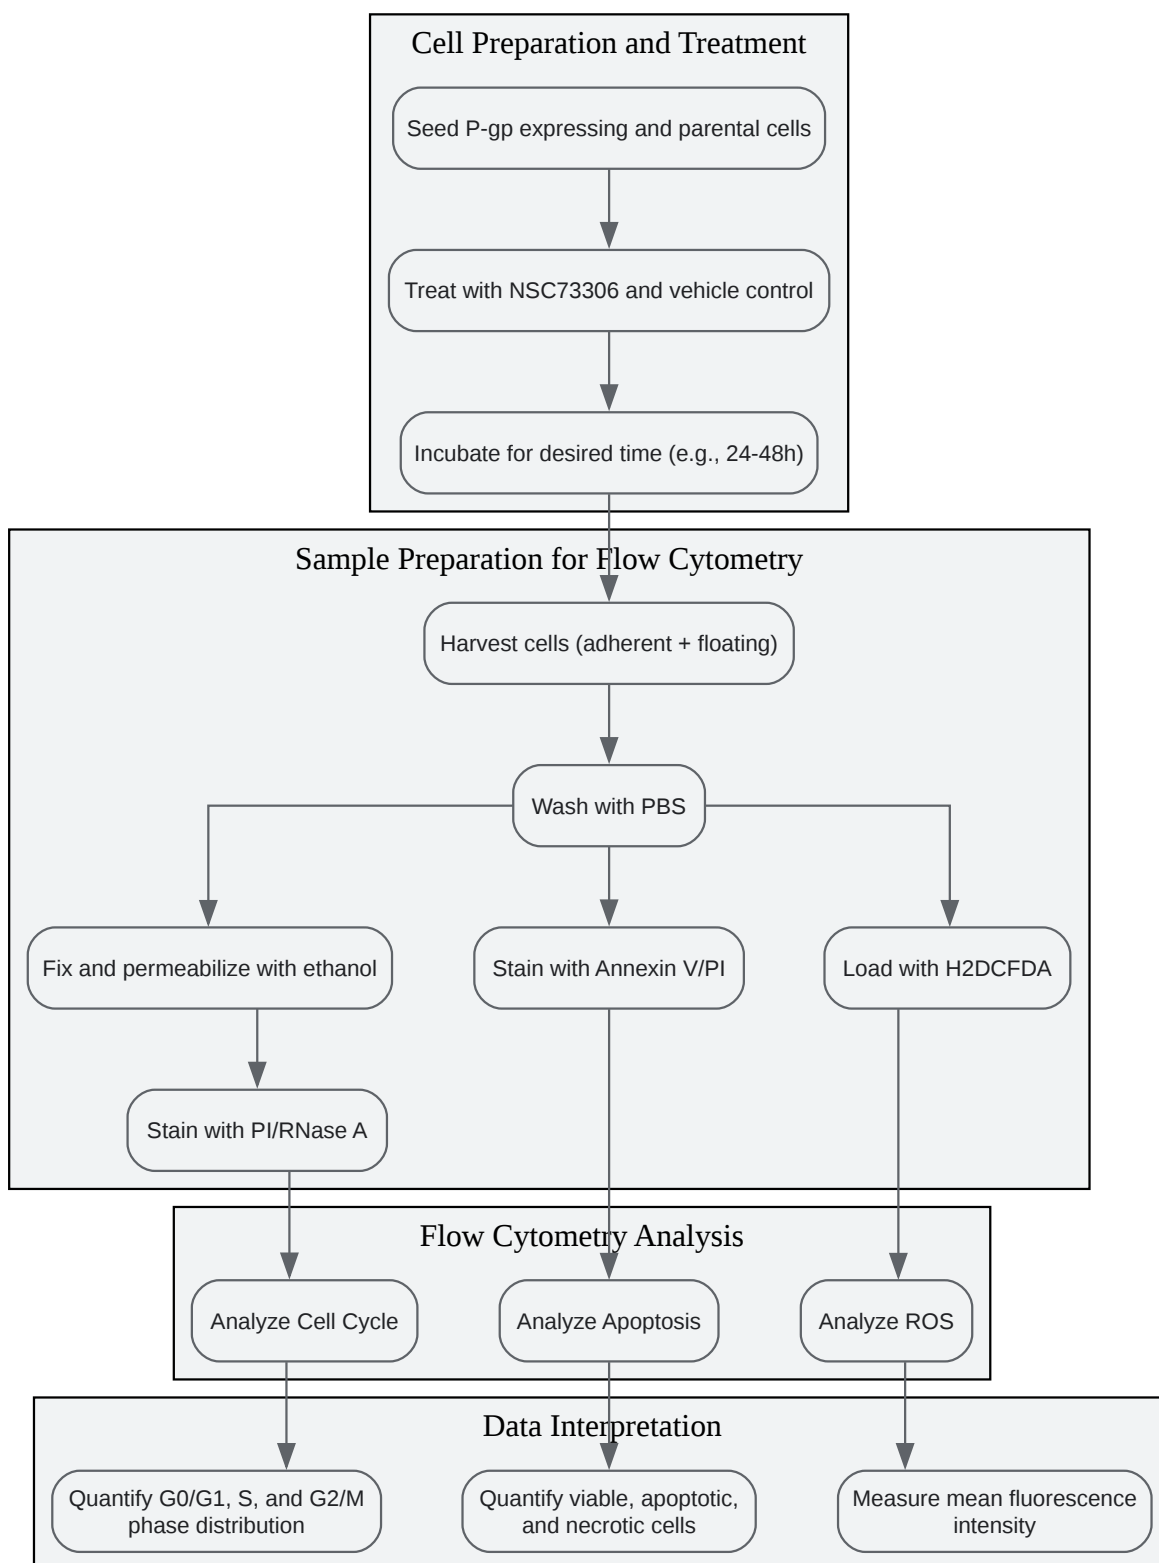 Cell Preparation and Treatment
Seed P-gp expressing and parental cells
Treat with NSC73306 and vehicle control
Incubate for desired time (e.g., 24-48h)
Sample Preparation for Flow Cytometry
Harvest cells (adherent + floating)
Wash with PBS
Fix and permeabilize with ethanol
Stain with Annexin V/PI
Load with H2DCFDA
Stain with PI/RNase A
Flow Cytometry Analysis
Analyze Cell Cycle
Analyze Apoptosis
Analyze ROS
Data Interpretation
Quantify G0/G1, S, and G2/M
phase distribution
Quantify viable, apoptotic,
and necrotic cells
Measure mean fluorescence
intensity